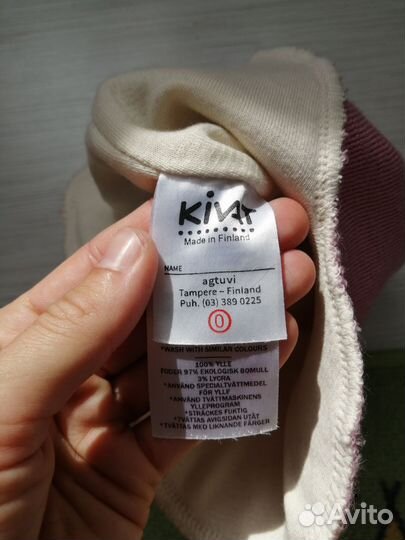 KIVAT
Made in Finland
NAME
agtuvi
Tampere – Finland
Puh. (03) 389 0225
0
*WASH WITH SIMILAR COLOURS
100% YLLE
FODER 97% EKOLOGISK BOMULL
3% LYCRA
*ANVÄND SPECIALTVÄTTMEDEL
FÖR YLLE
*ANVÄND TVÄTTMASKINENS
YLLEPROGRAM
*STRÄCKES FUKTIG
*TVÄTTAS AVIGSIDAN UTÅT
*TVÄTTAS MED LIKNANDE FÄRGER
Avito